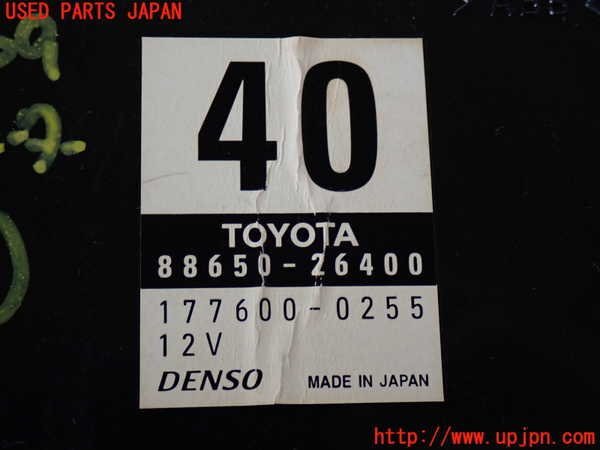 USED PARTS JAPAN
40
TOYOTA
88650-26400
177600-0255
12V
DENSO MADE IN JAPAN
http://www.upjpn.com/